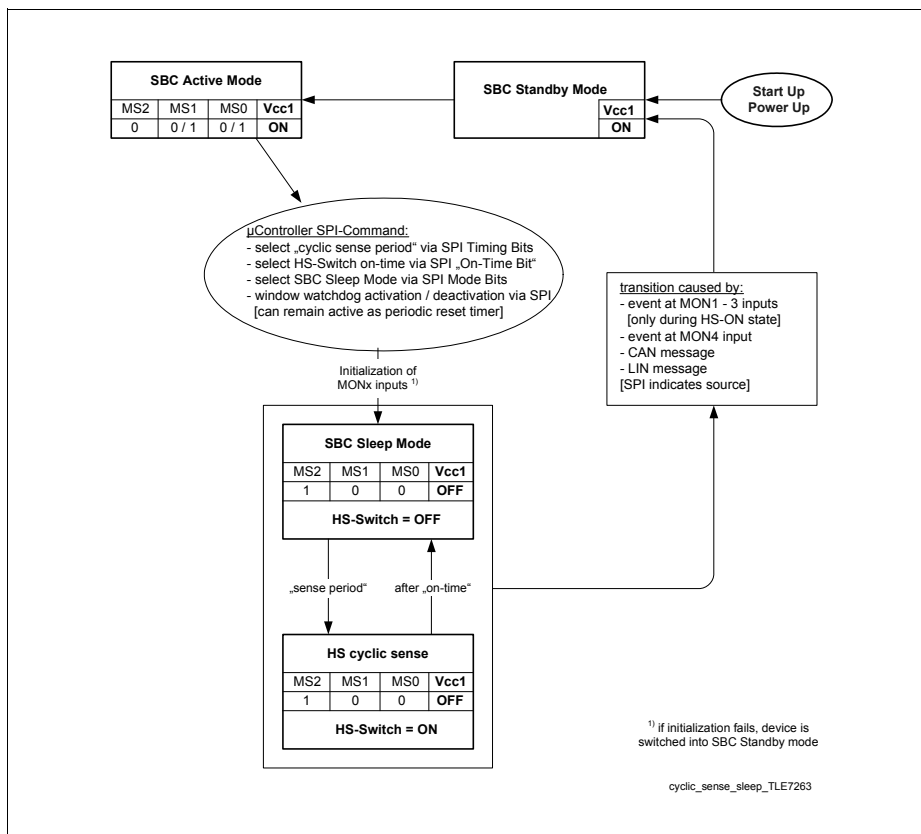 SBC Active Mode
MS2 MS1 MS0 Vcc1
0 0 / 1 0 / 1 ON
SBC Standby Mode
Vcc1
ON
Start Up
Power Up
µController SPI-Command:
- select „cyclic sense period“ via SPI Timing Bits
- select HS-Switch on-time via SPI „On-Time Bit“
- select SBC Sleep Mode via SPI Mode Bits
- window watchdog activation / deactivation via SPI
[can remain active as periodic reset timer]
transition caused by:
- event at MON1 - 3 inputs
[only during HS-ON state]
- event at MON4 input
- CAN message
- LIN message
[SPI indicates source]
Initialization of
MONx inputs 1)
SBC Sleep Mode
MS2 MS1 MS0 Vcc1
1 0 0 OFF
HS-Switch = OFF
„sense period“ after „on-time“
HS cyclic sense
MS2 MS1 MS0 Vcc1
1 0 0 OFF
HS-Switch = ON
1) if initialization fails, device is
switched into SBC Standby mode
cyclic_sense_sleep_TLE7263